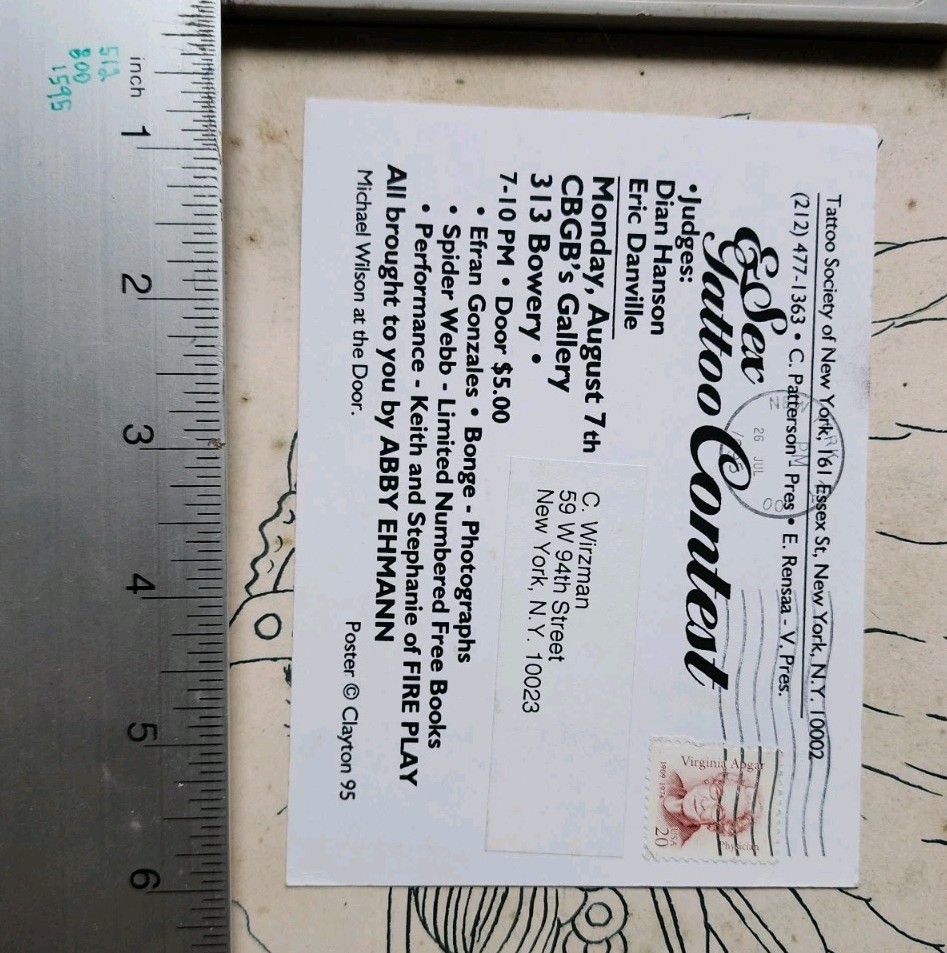 Tattoo Society of New York, 161 Essex St, New York, N.Y. 10002
(212) 477-1363 • C. Patterson - Pres • E. Rensaa - V. Pres.
& Sex
Tattoo Contest
•Judges:
Dian Hanson
Eric Danville
Monday, August 7th
CBGB's Gallery
313 Bowery •
7-10 PM • Door $5.00
• Efran Gonzales • Bonge - Photographs
• Spider Webb - Limited Numbered Free Books
• Performance - Keith and Stephanie of FIRE PLAY
All brought to you by ABBY EHMANN
Michael Wilson at the Door.
Poster © Clayton 95
C. Wirzman
59 W 94th Street
New York, N.Y. 10023
PM
26 JUL
Virginia Apgar
1909 1974
Physician
USA
20
inch
1
2
3
4
5
6
512
800
1595